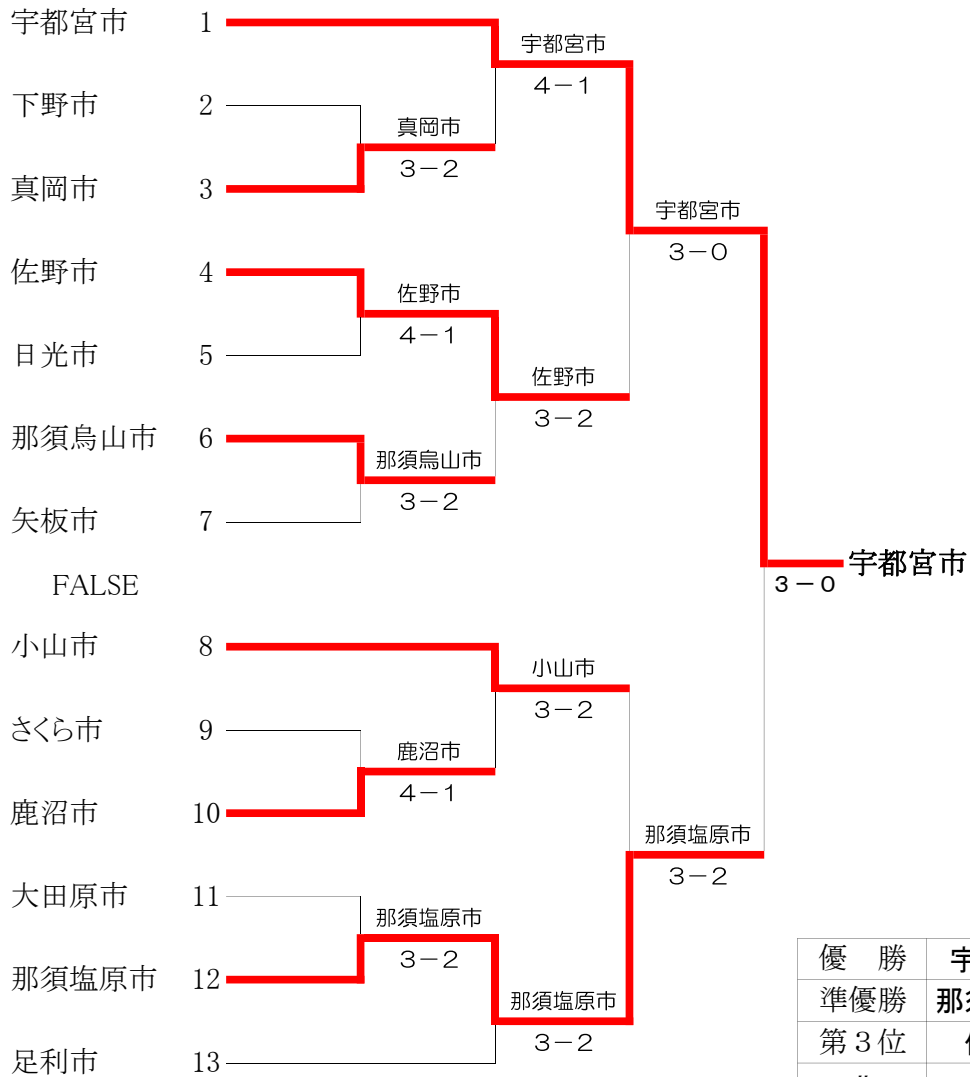 宇都宮市 1
宇都宮市
4－1
下野市 2
真岡市
3－2
真岡市 3
宇都宮市
3－0
佐野市 4
佐野市
4－1
日光市 5
佐野市
3－2
那須烏山市 6
那須烏山市
3－2
矢板市 7
宇都宮市
3－0
FALSE
小山市 8
小山市
3－2
さくら市 9
鹿沼市
4－1
鹿沼市 10
那須塩原市
3－2
大田原市 11
那須塩原市
3－2
那須塩原市 12
那須塩原市
3－2
足利市 13
優　勝
準優勝 那須
第３位